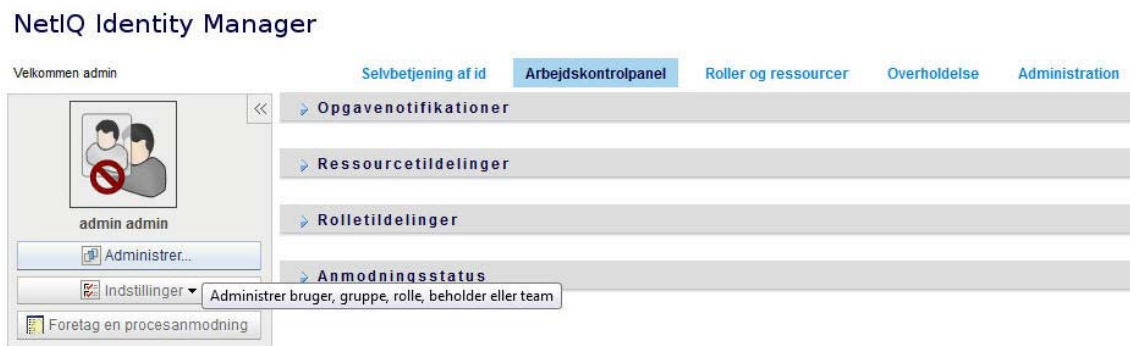 NetIQ Identity Manager
Velkommen admin
Selvbetjening af id Arbejdskontrolpanel Roller og ressourcer Overholdelse Administration
Opgavenotifikationer
Ressourcetildelinger
admin admin
Rolletildelinger
Administrer...
Anmodningsstatus
Indstillinger
Administrer bruger, gruppe, rolle, beholder eller team
Foretag en procesanmodning